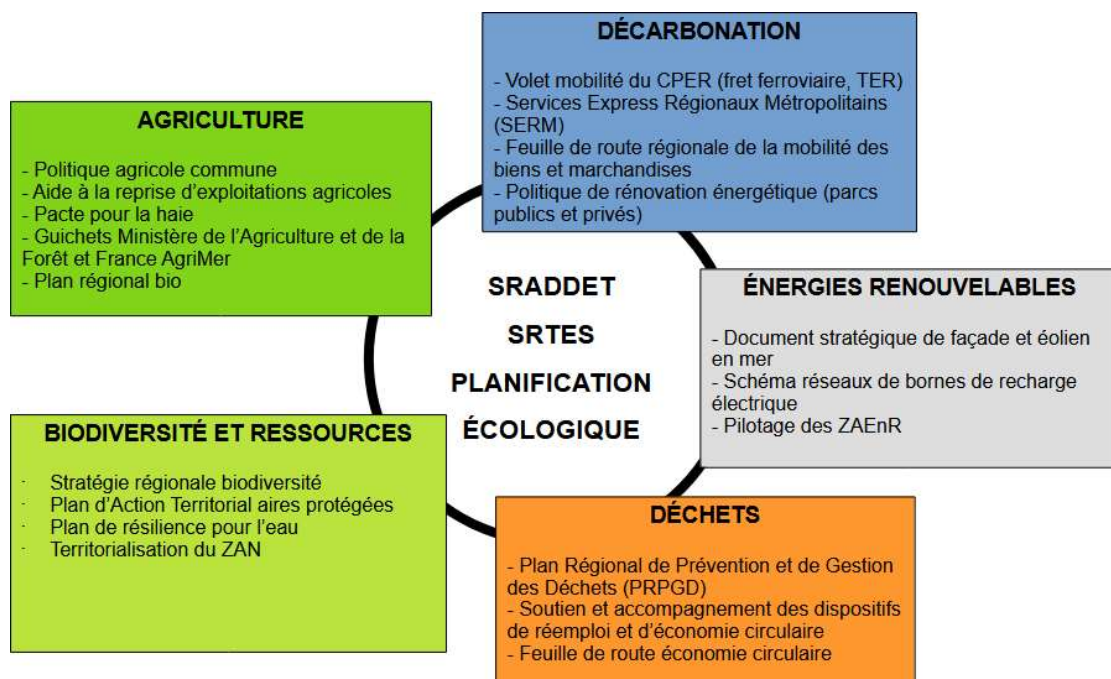 DÉCARBONATION
- Volet mobilité du CPER (fret ferroviaire, TER)
- Services Express Régionaux Métropolitains
(SERM)
- Feuille de route régionale de la mobilité des
biens et marchandises
- Politique de rénovation énergétique (parcs
publics et privés)
AGRICULTURE
- Politique agricole commune
- Aide à la reprise d'exploitations agricoles
- Pacte pour la haie
- Guichets Ministère de l'Agriculture et de la
Forêt et France AgriMer
- Plan régional bio
SRADDET
SRTES
PLANIFICATION
ÉCOLOGIQUE
ÉNERGIES RENOUVELABLES
- Document stratégique de façade et éolien
en mer
- Schéma réseaux de bornes de recharge
électrique
- Pilotage des ZAEnR
BIODIVERSITÉ ET RESSOURCES
· Stratégie régionale biodiversité
· Plan d'Action Territorial aires protégées
· Plan de résilience pour l'eau
· Territorialisation du ZAN
DÉCHETS
- Plan Régional de Prévention et de Gestion
des Déchets (PRPGD)
- Soutien et accompagnement des dispositifs
de réemploi et d'économie circulaire
- Feuille de route économie circulaire